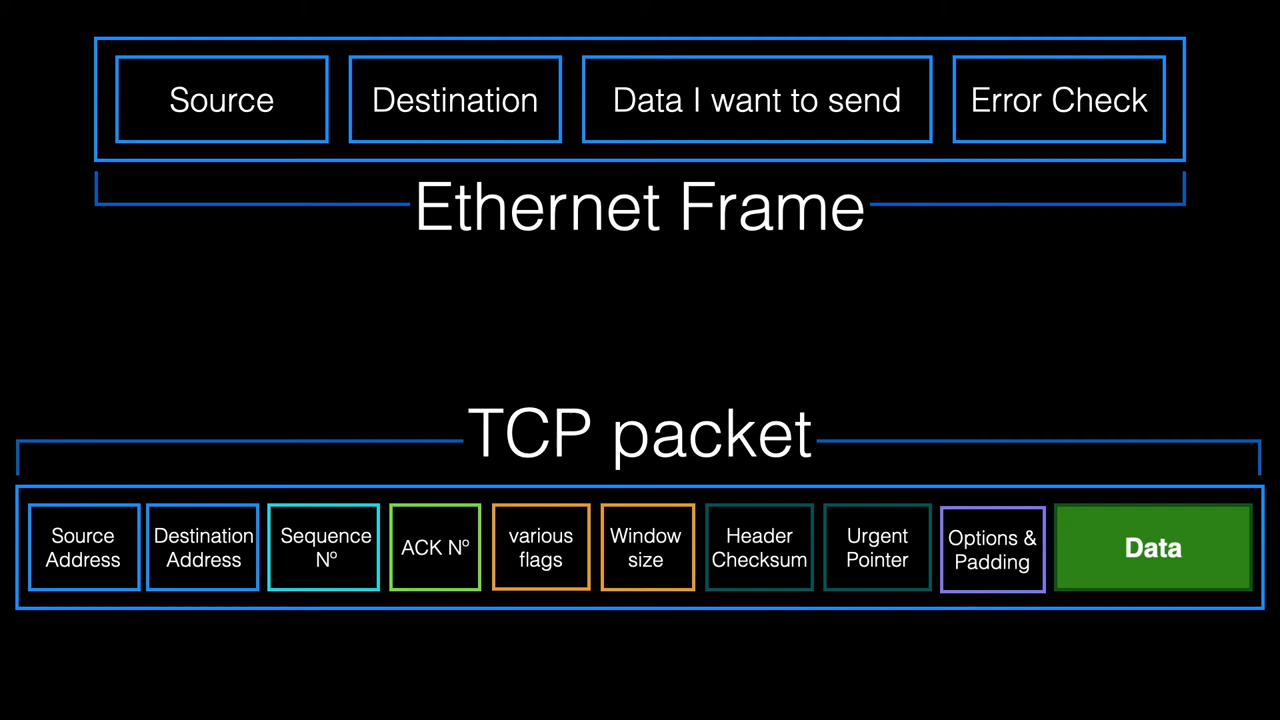 Source
Destination
Data I want to send
Error Check
Ethernet Frame
TCP packet
Source
Address
Destination
Address
Sequence
Nº
ACK Nº
various
flags
Window
size
Header
Checksum
Urgent
Pointer
Options &
Padding
Data